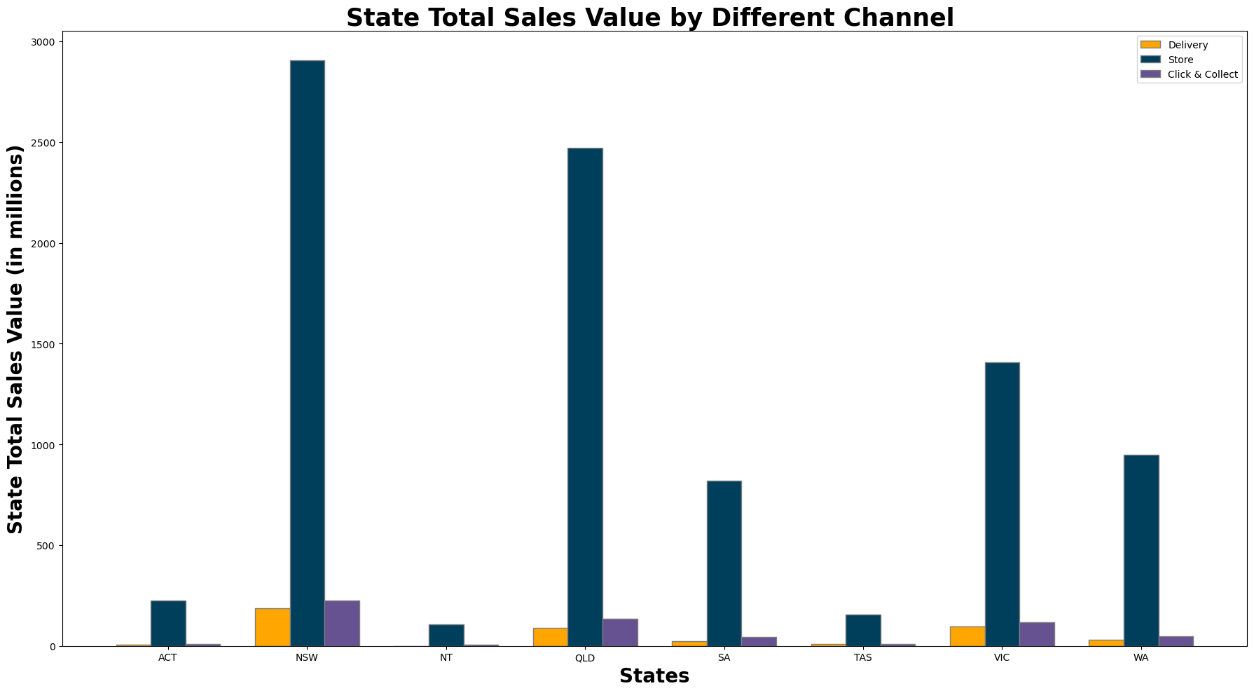 State Total Sales Value by Different Channel
Delivery
Store
Click & Collect
State Total Sales Value (in millions)
3000
2500
2000
1500
1000
500
0
ACT NSW NT QLD SA TAS VIC WA
States